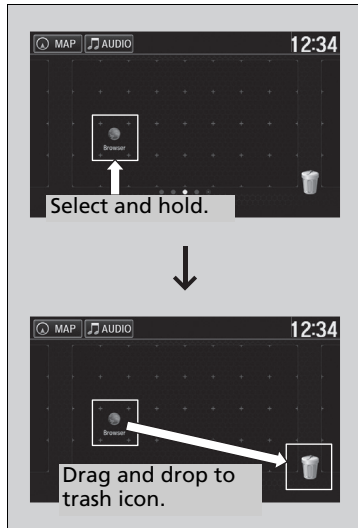 MAP AUDIO 12:34
Browser
Select and hold.
MAP AUDIO 12:34
Browser
Drag and drop to
trash icon.